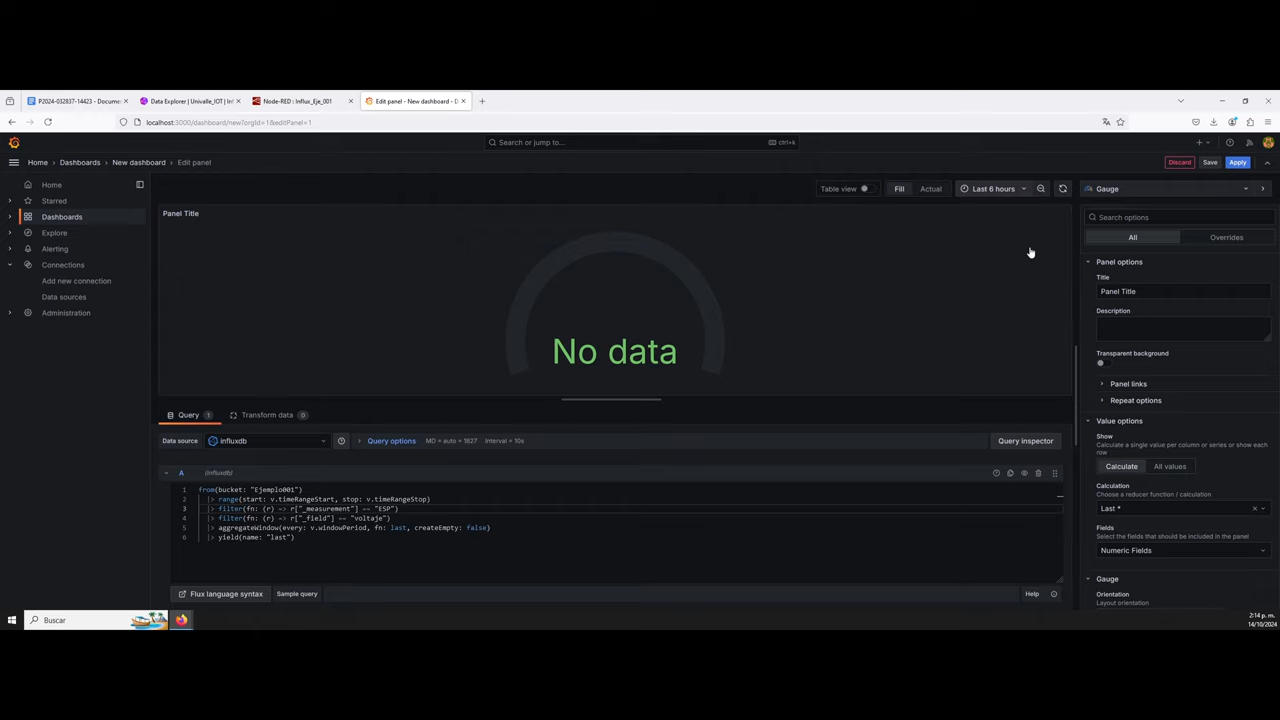 P2024-032837-14423 - Docume
Data Explorer | Univalle_IOT | In
Node-RED : Influx_Eje_001
Edit panel - New dashboard - D
localhost:3000/dashboard/new?orgId=1&editPanel=1
Search or jump to...
ctrl+k
Home
Dashboards
New dashboard
Edit panel
Discard
Save
Apply
Home
Starred
Dashboards
Explore
Alerting
Connections
Add new connection
Data sources
Administration
Table view
Fill
Actual
Last 6 hours
Panel Title
No data
Query 1
Transform data 0
Data source
influxdb
Query options
MD = auto = 1827
Interval = 10s
Query inspector
A
(influxdb)
1 from(bucket: "Ejemplo001")
2 |> range(start: v.timeRangeStart, stop: v.timeRangeStop)
3 |> filter(fn: (r) => r["_measurement"] == "ESP")
4 |> filter(fn: (r) => r["_field"] == "voltaje")
5 |> aggregateWindow(every: v.windowPeriod, fn: last, createEmpty: false)
6 |> yield(name: "last")
Flux language syntax
Sample query
Help
Gauge
Search options
All
Overrides
Panel options
Title
Panel Title
Description
Transparent background
Panel links
Repeat options
Value options
Show
Calculate a single value per column or series or show each
row
Calculate
All values
Calculation
Choose a reducer function / calculation
Last *
Fields
Select the fields that should be included in the panel
Numeric Fields
Gauge
Orientation
Layout orientation
Buscar
2:14 p. m.
14/10/2024